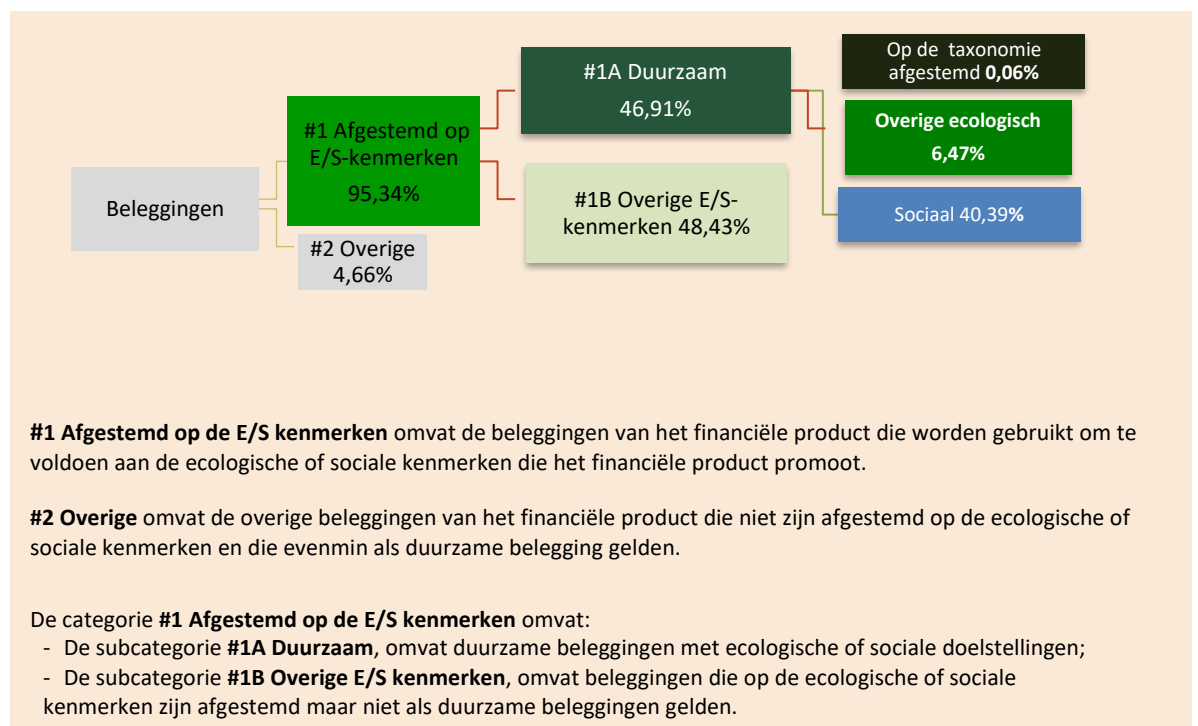 Beleggingen
#1 Afgestemd op
E/S-kenmerken
95,34%
#2 Overige
4,66%
#1A Duurzaam
46,91%
#1B Overige E/S-
kenmerken 48,43%
Op de taxonomie
afgestemd 0,06%
Overige ecologisch
6,47%
Sociaal 40,39%
#1 Afgestemd op de E/S kenmerken omvat de beleggingen van het financiële product die worden gebruikt om te
voldoen aan de ecologische of sociale kenmerken die het financiële product promoot.
#2 Overige omvat de overige beleggingen van het financiële product die niet zijn afgestemd op de ecologische of
sociale kenmerken en die evenmin als duurzame belegging gelden.
De categorie #1 Afgestemd op de E/S kenmerken omvat:
- De subcategorie #1A Duurzaam, omvat duurzame beleggingen met ecologische of sociale doelstellingen;
- De subcategorie #1B Overige E/S kenmerken, omvat beleggingen die op de ecologische of sociale
kenmerken zijn afgestemd maar niet als duurzame beleggingen gelden.